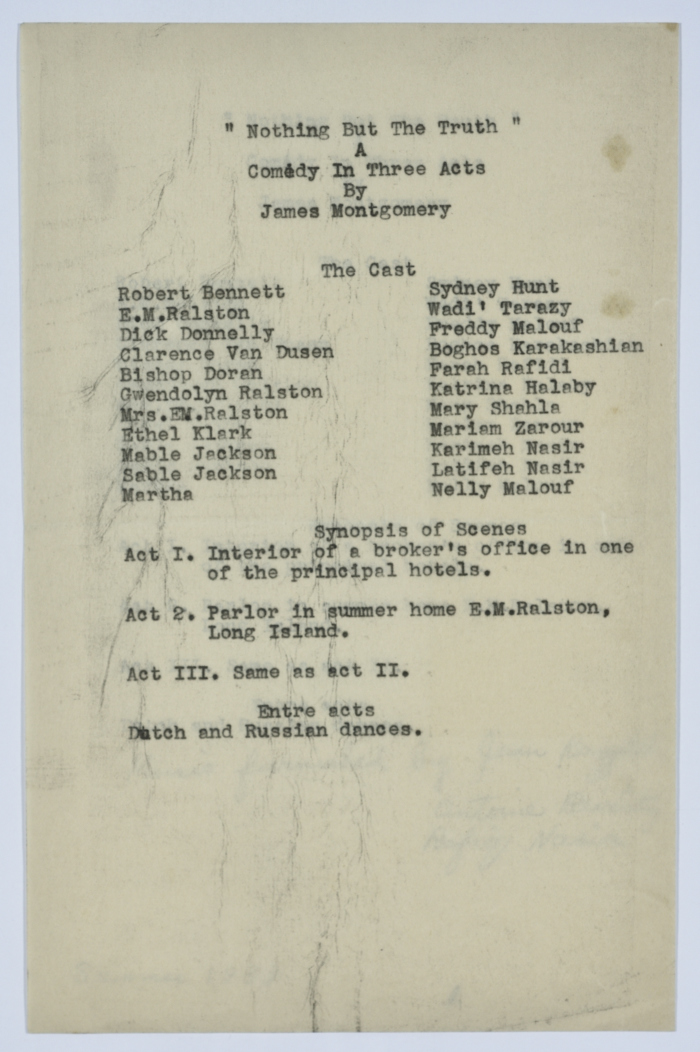 " Nothing But The Truth "
A
Comedy In Three Acts
By
James Montgomery
The Cast
Robert Bennett Sydney Hunt
E.M.Ralston Wadi' Tarazy
Dick Donnelly Freddy Malouf
Clarence Van Dusen Boghos Karakashian
Bishop Doran Farah Rafidi
Gwendolyn Ralston Katrina Halaby
Mrs.EM.Ralston Mary Shahla
Ethel Klark Mariam Zarour
Mable Jackson Karimeh Nasir
Sable Jackson Latifeh Nasir
Martha Nelly Malouf
Synopsis of Scenes
Act I. Interior of a broker's office in one
of the principal hotels.
Act 2. Parlor in summer home E.M.Ralston,
Long Island.
Act III. Same as act II.
Entre acts
Dutch and Russian dances.